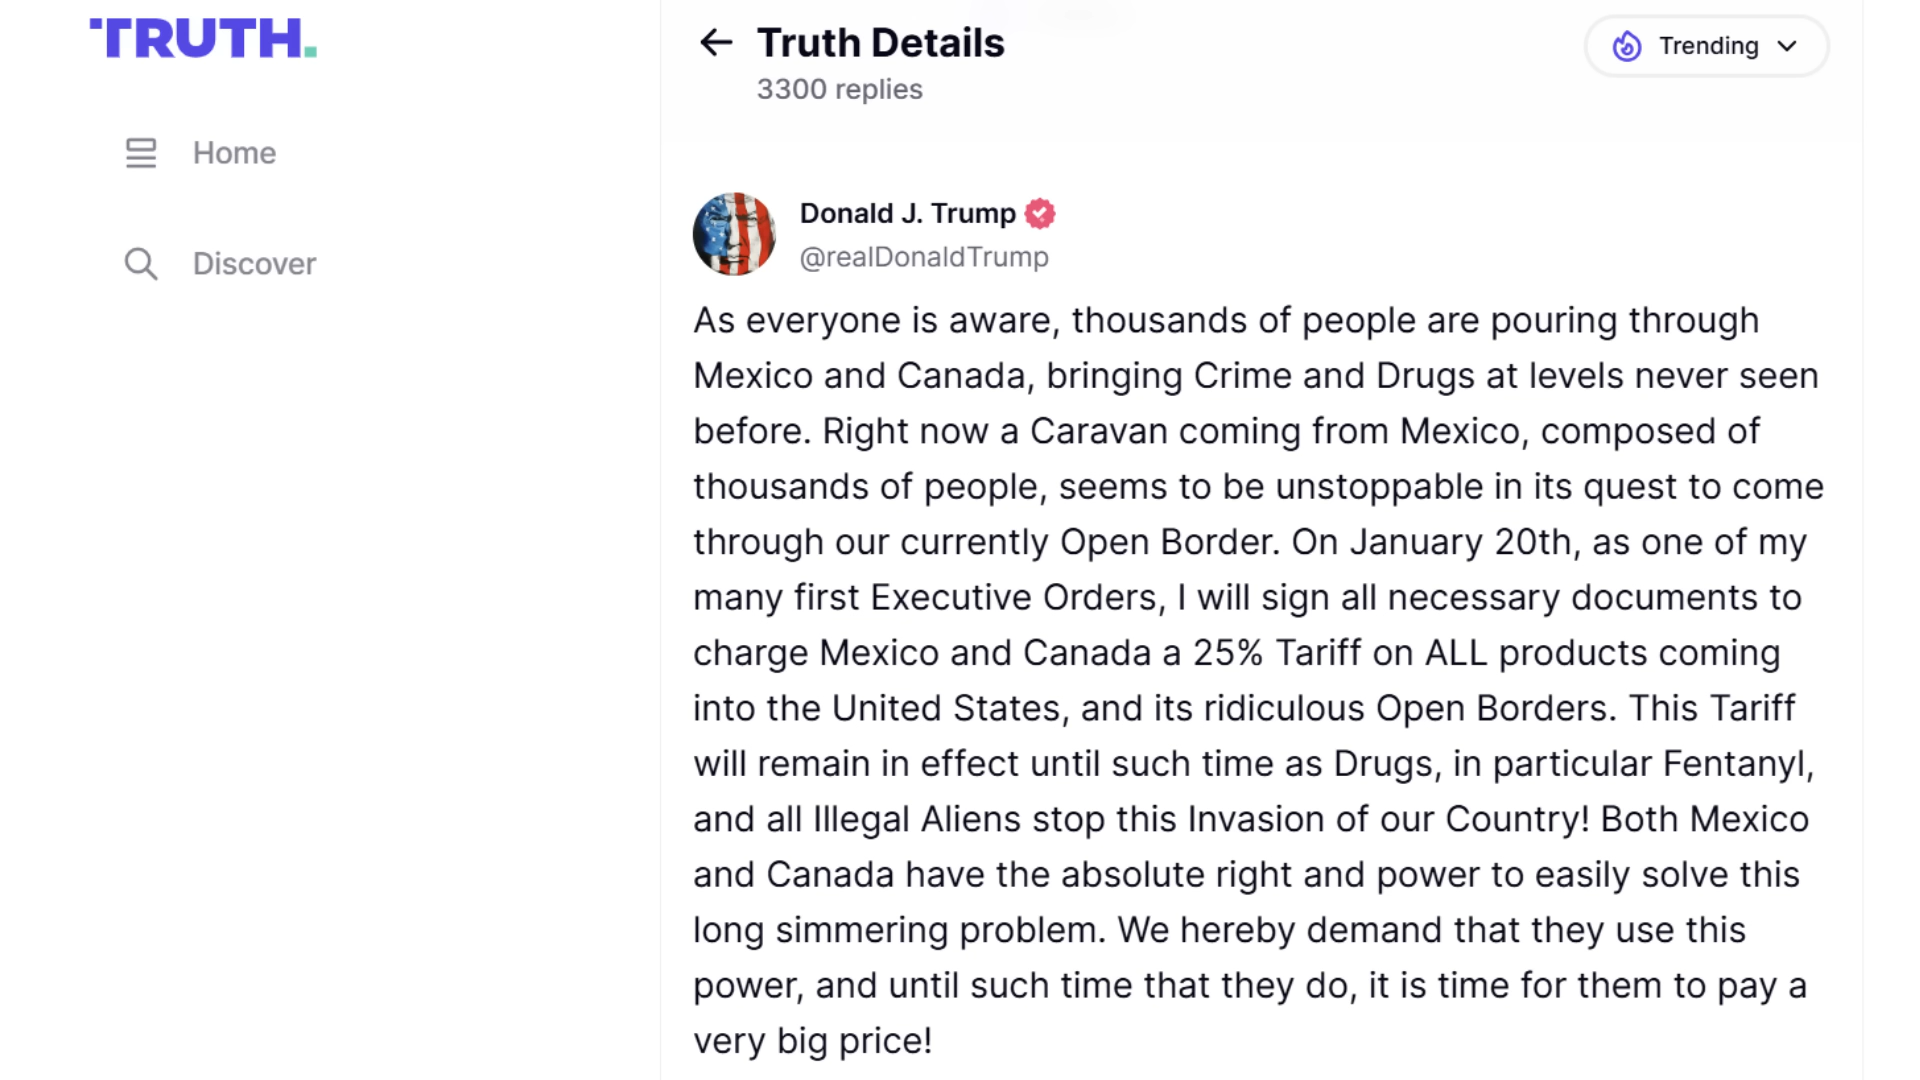 TRUTH.
Home
Discover
Truth Details
3300 replies
Trending
Donald J. Trump
@realDonaldTrump
As everyone is aware, thousands of people are pouring through
Mexico and Canada, bringing Crime and Drugs at levels never seen
before. Right now a Caravan coming from Mexico, composed of
thousands of people, seems to be unstoppable in its quest to come
through our currently Open Border. On January 20th, as one of my
many first Executive Orders, I will sign all necessary documents to
charge Mexico and Canada a 25% Tariff on ALL products coming
into the United States, and its ridiculous Open Borders. This Tariff
will remain in effect until such time as Drugs, in particular Fentanyl,
and all Illegal Aliens stop this Invasion of our Country! Both Mexico
and Canada have the absolute right and power to easily solve this
long simmering problem. We hereby demand that they use this
power, and until such time that they do, it is time for them to pay a
very big price!